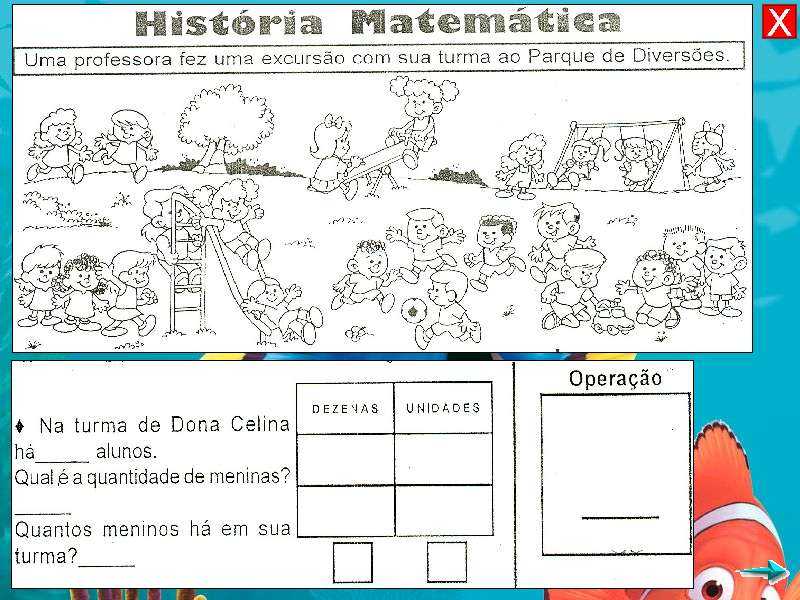 História Matemática
X
Uma professora fez uma excursão com sua turma ao Parque de Diversões.
♦ Na turma de Dona Celina
há_____ alunos.
Qual é a quantidade de meninas?
_____
Quantos meninos há em sua
turma?_____
DEZENAS UNIDADES
Operação